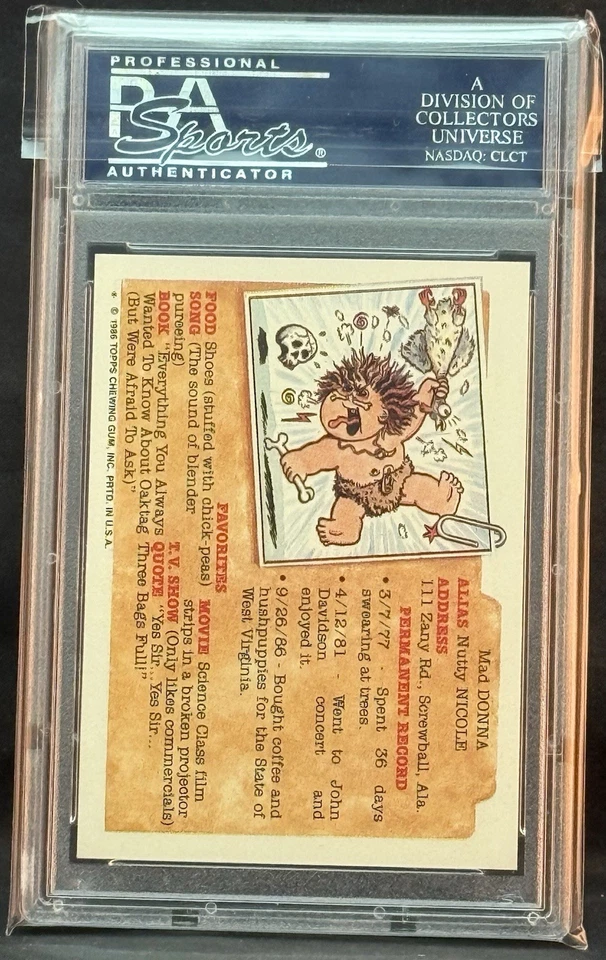 PROFESSIONAL
PSA
Sports®
AUTHENTICATOR
A
DIVISION OF
COLLECTORS
UNIVERSE
NASDAQ: CLCT
Mad DONNA
ALIAS Nutty NICOLE
ADDRESS
111 Zany Rd., Screwball, Ala.
PERMANENT RECORD
• 3/7/77 - Spent 36 days
swearing at trees.
• 4/12/81 - Went to John
Davidson concert and
enjoyed it.
• 9/26/86 - Bought coffee and
hushpuppies for the State of
West Virginia.
FAVORITES
FOOD Shoes (stuffed with chick-peas)
SONG (The sound of blender
pureeing)
BOOK "Everything You Always
Wanted To Know About Oaktag
(But Were Afraid To Ask)"
MOVIE Science Class film
strips in a broken projector
T.V. SHOW (Only likes commercials)
QUOTE "Yes Sir... Yes Sir...
Three Bags Full!"
* © 1986 TOPPS CHEWING GUM, INC. PRTD. IN U.S.A.